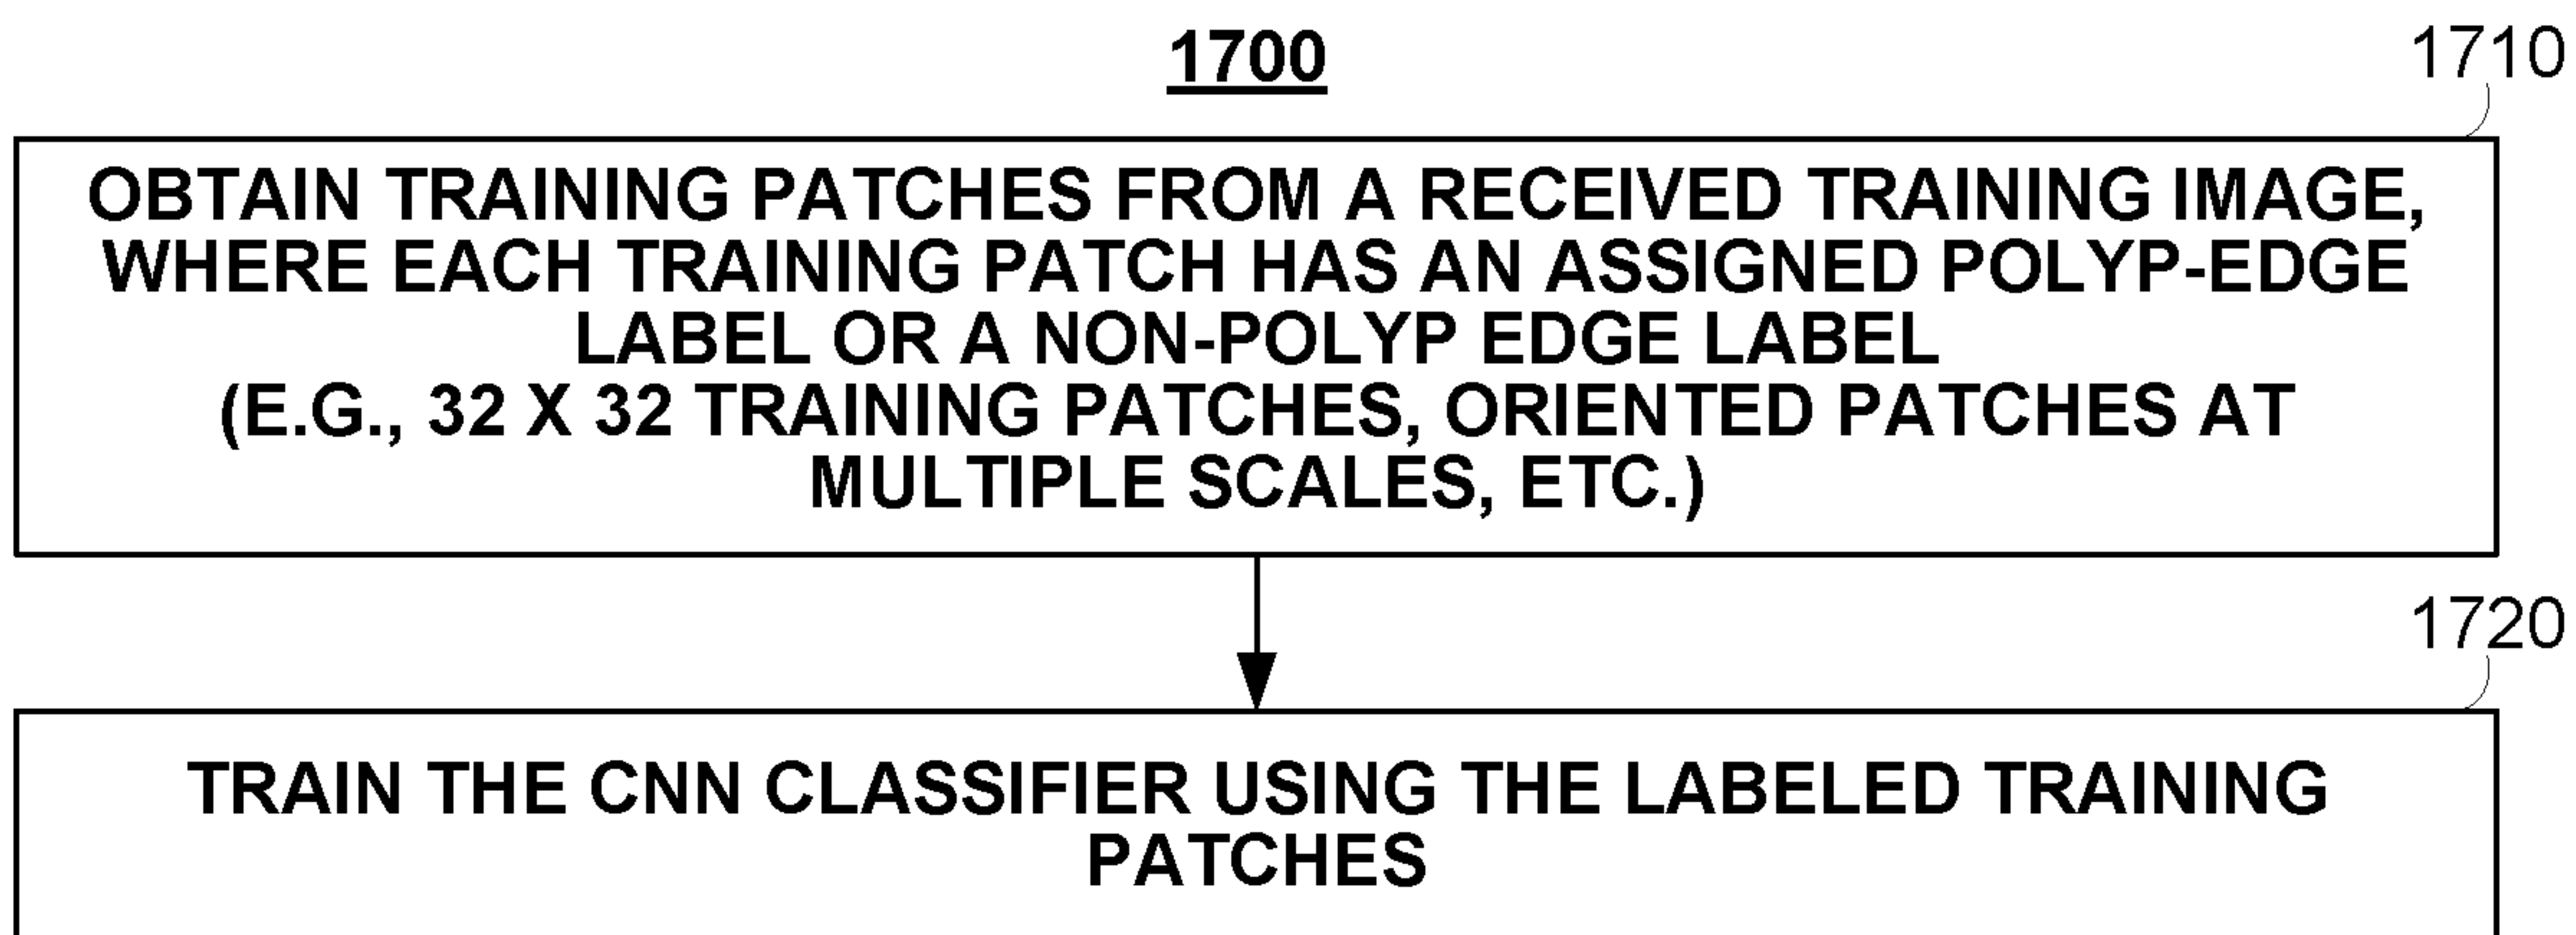 1700
1710
OBTAIN TRAINING PATCHES FROM A RECEIVED TRAINING IMAGE,
WHERE EACH TRAINING PATCH HAS AN ASSIGNED POLYP-EDGE
LABEL OR A NON-POLYP EDGE LABEL
(E.G., 32 X 32 TRAINING PATCHES, ORIENTED PATCHES AT
MULTIPLE SCALES, ETC.)
1720
TRAIN THE CNN CLASSIFIER USING THE LABELED TRAINING
PATCHES